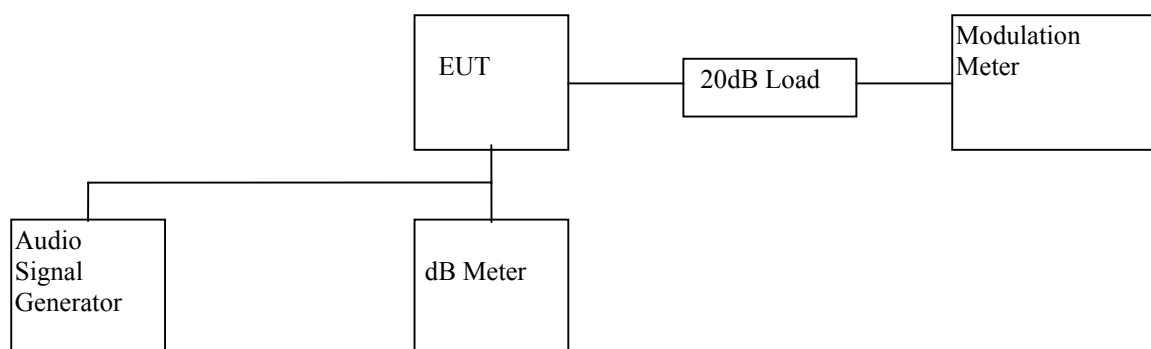 EUT
20dB Load
Modulation
Meter
Audio
Signal
Generator
dB Meter